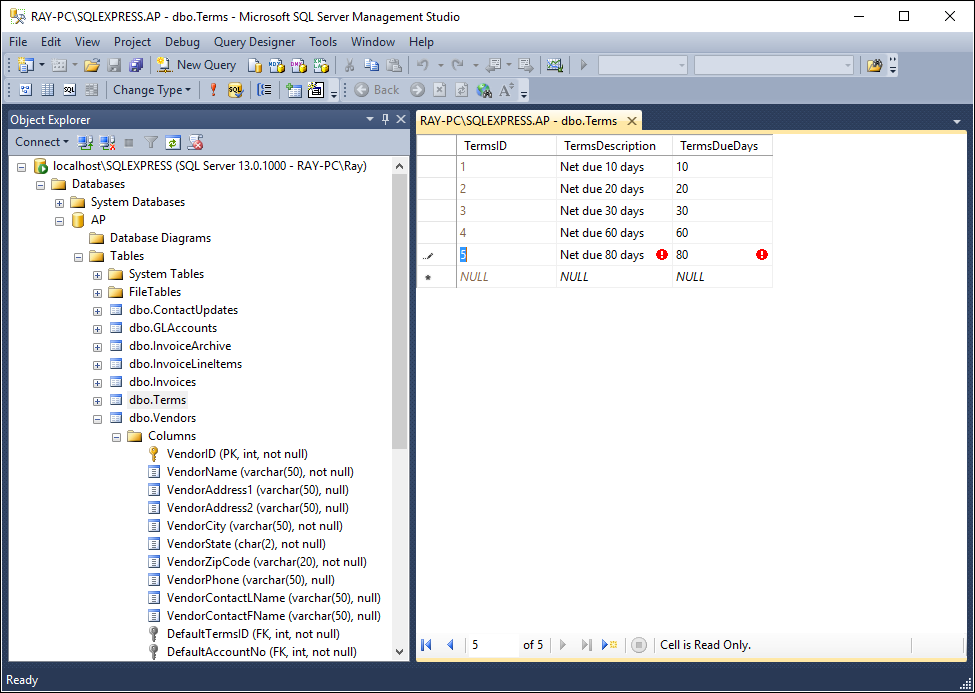 RAY-PC\SQLEXPRESS.AP - dbo.Terms - Microsoft SQL Server Management Studio
File Edit View Project Debug Query Designer Tools Window Help
New Query
Change Type Back
Object Explorer
Connect
localhost\SQLEXPRESS (SQL Server 13.0.1000 - RAY-PC\Ray)
Databases
System Databases
AP
Database Diagrams
Tables
System Tables
FileTables
dbo.ContactUpdates
dbo.GLAccounts
dbo.InvoiceArchive
dbo.InvoiceLineItems
dbo.Invoices
dbo.Terms
dbo.Vendors
Columns
VendorID (PK, int, not null)
VendorName (varchar(50), not null)
VendorAddress1 (varchar(50), null)
VendorAddress2 (varchar(50), null)
VendorCity (varchar(50), not null)
VendorState (char(2), not null)
VendorZipCode (varchar(20), not null)
VendorPhone (varchar(50), null)
VendorContactLName (varchar(50), null)
VendorContactFName (varchar(50), null)
DefaultTermsID (FK, int, not null)
DefaultAccountNo (FK, int, not null)
RAY-PC\SQLEXPRESS.AP - dbo.Terms
TermsID TermsDescription TermsDueDays
1 Net due 10 days 10
2 Net due 20 days 20
3 Net due 30 days 30
4 Net due 60 days 60
5 Net due 80 days 80
NULL NULL NULL
5 of 5 Cell is Read Only.
Ready